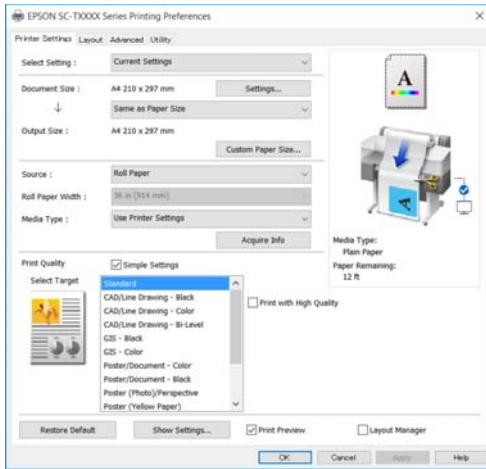 EPSON SC-TXXXX Series Printing Preferences
Printer Settings Layout Advanced Utility
Select Setting : Current Settings
Document Size : A4 210 x 297 mm Settings...
Same as Paper Size
Output Size : A4 210 x 297 mm
Custom Paper Size...
Source : Roll Paper
Roll Paper Width : 36 in (914 mm)
Media Type : Use Printer Settings
Acquire Info
Media Type:
Plain Paper
Paper Remaining:
12 ft
Print Quality Simple Settings
Select Target
Standard
CAD/Line Drawing - Black
CAD/Line Drawing - Color
CAD/Line Drawing - Bi-Level
GIS - Black
GIS - Color
Poster/Document - Color
Poster/Document - Black
Poster (Photo)/Perspective
Poster (Yellow Paper)
Print with High Quality
Restore Default Show Settings... Print Preview Layout Manager
OK Cancel Apply Help
A
A